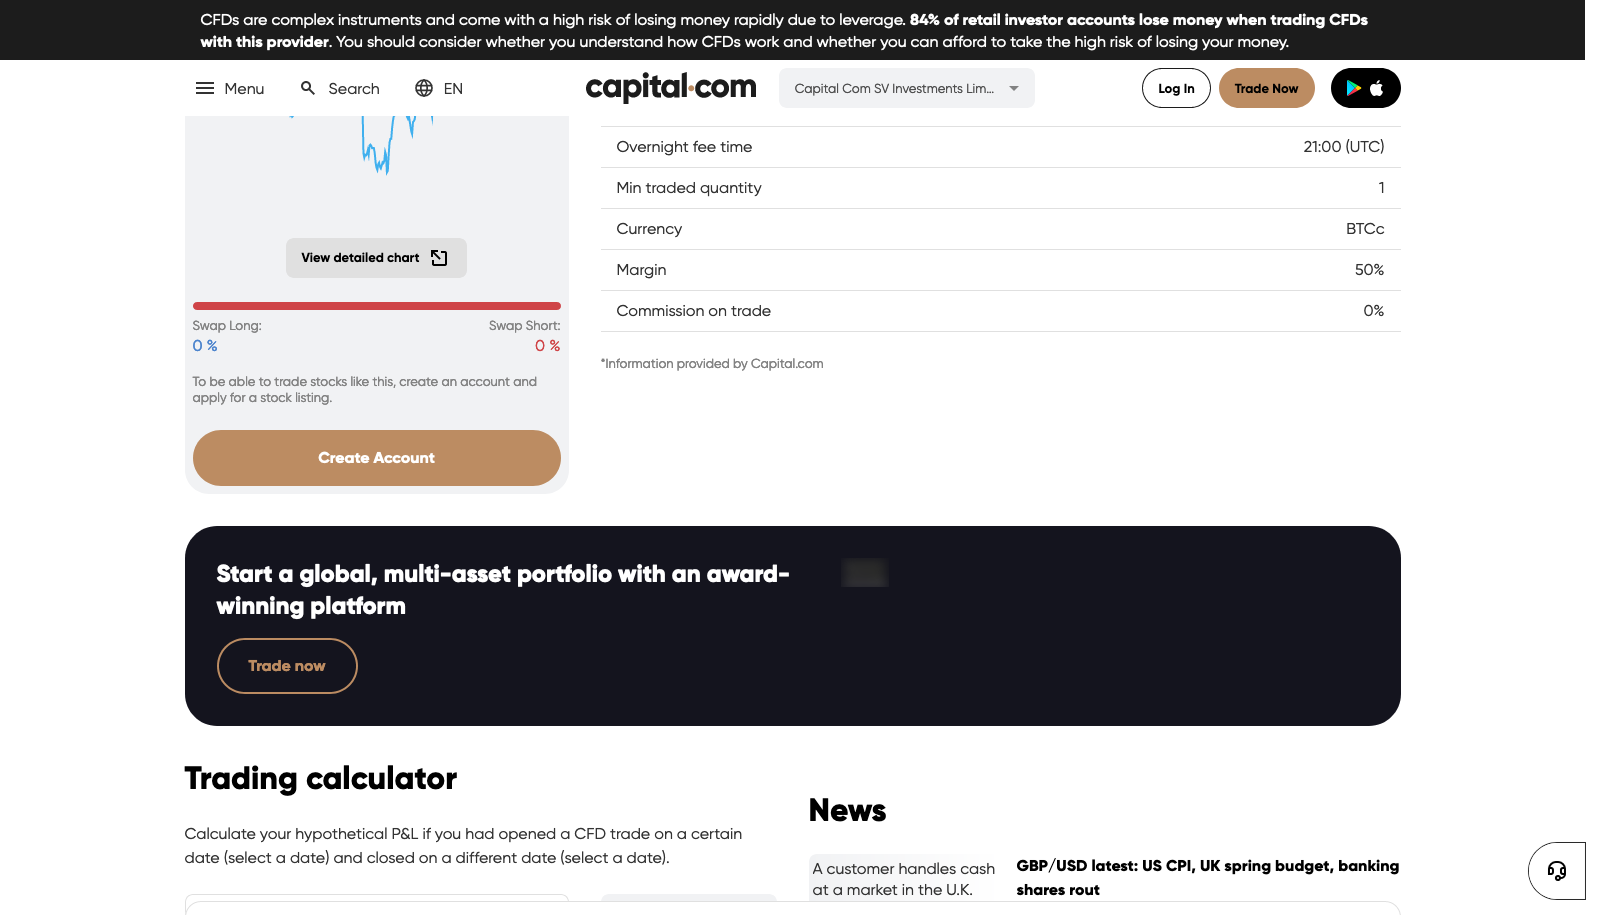 CFDs are complex instruments and come with a high risk of losing money rapidly due to leverage. 84% of retail investor accounts lose money when trading CFDs
with this provider. You should consider whether you understand how CFDs work and whether you can afford to take the high risk of losing your money.
Menu
Search
EN
capital.com
Capital Com SV Investments Lim...
Log In
Trade Now
Overnight fee time
21:00 (UTC)
Min traded quantity
1
Currency
BTCc
Margin
50%
Commission on trade
0%
*Information provided by Capital.com
View detailed chart
Swap Long:
0 %
Swap Short:
0 %
To be able to trade stocks like this, create an account and
apply for a stock listing.
Create Account
Start a global, multi-asset portfolio with an award-
winning platform
Trade now
Trading calculator
Calculate your hypothetical P&L if you had opened a CFD trade on a certain
date (select a date) and closed on a different date (select a date).
News
A customer handles cash
at a market in the U.K.
GBP/USD latest: US CPI, UK spring budget, banking
shares rout